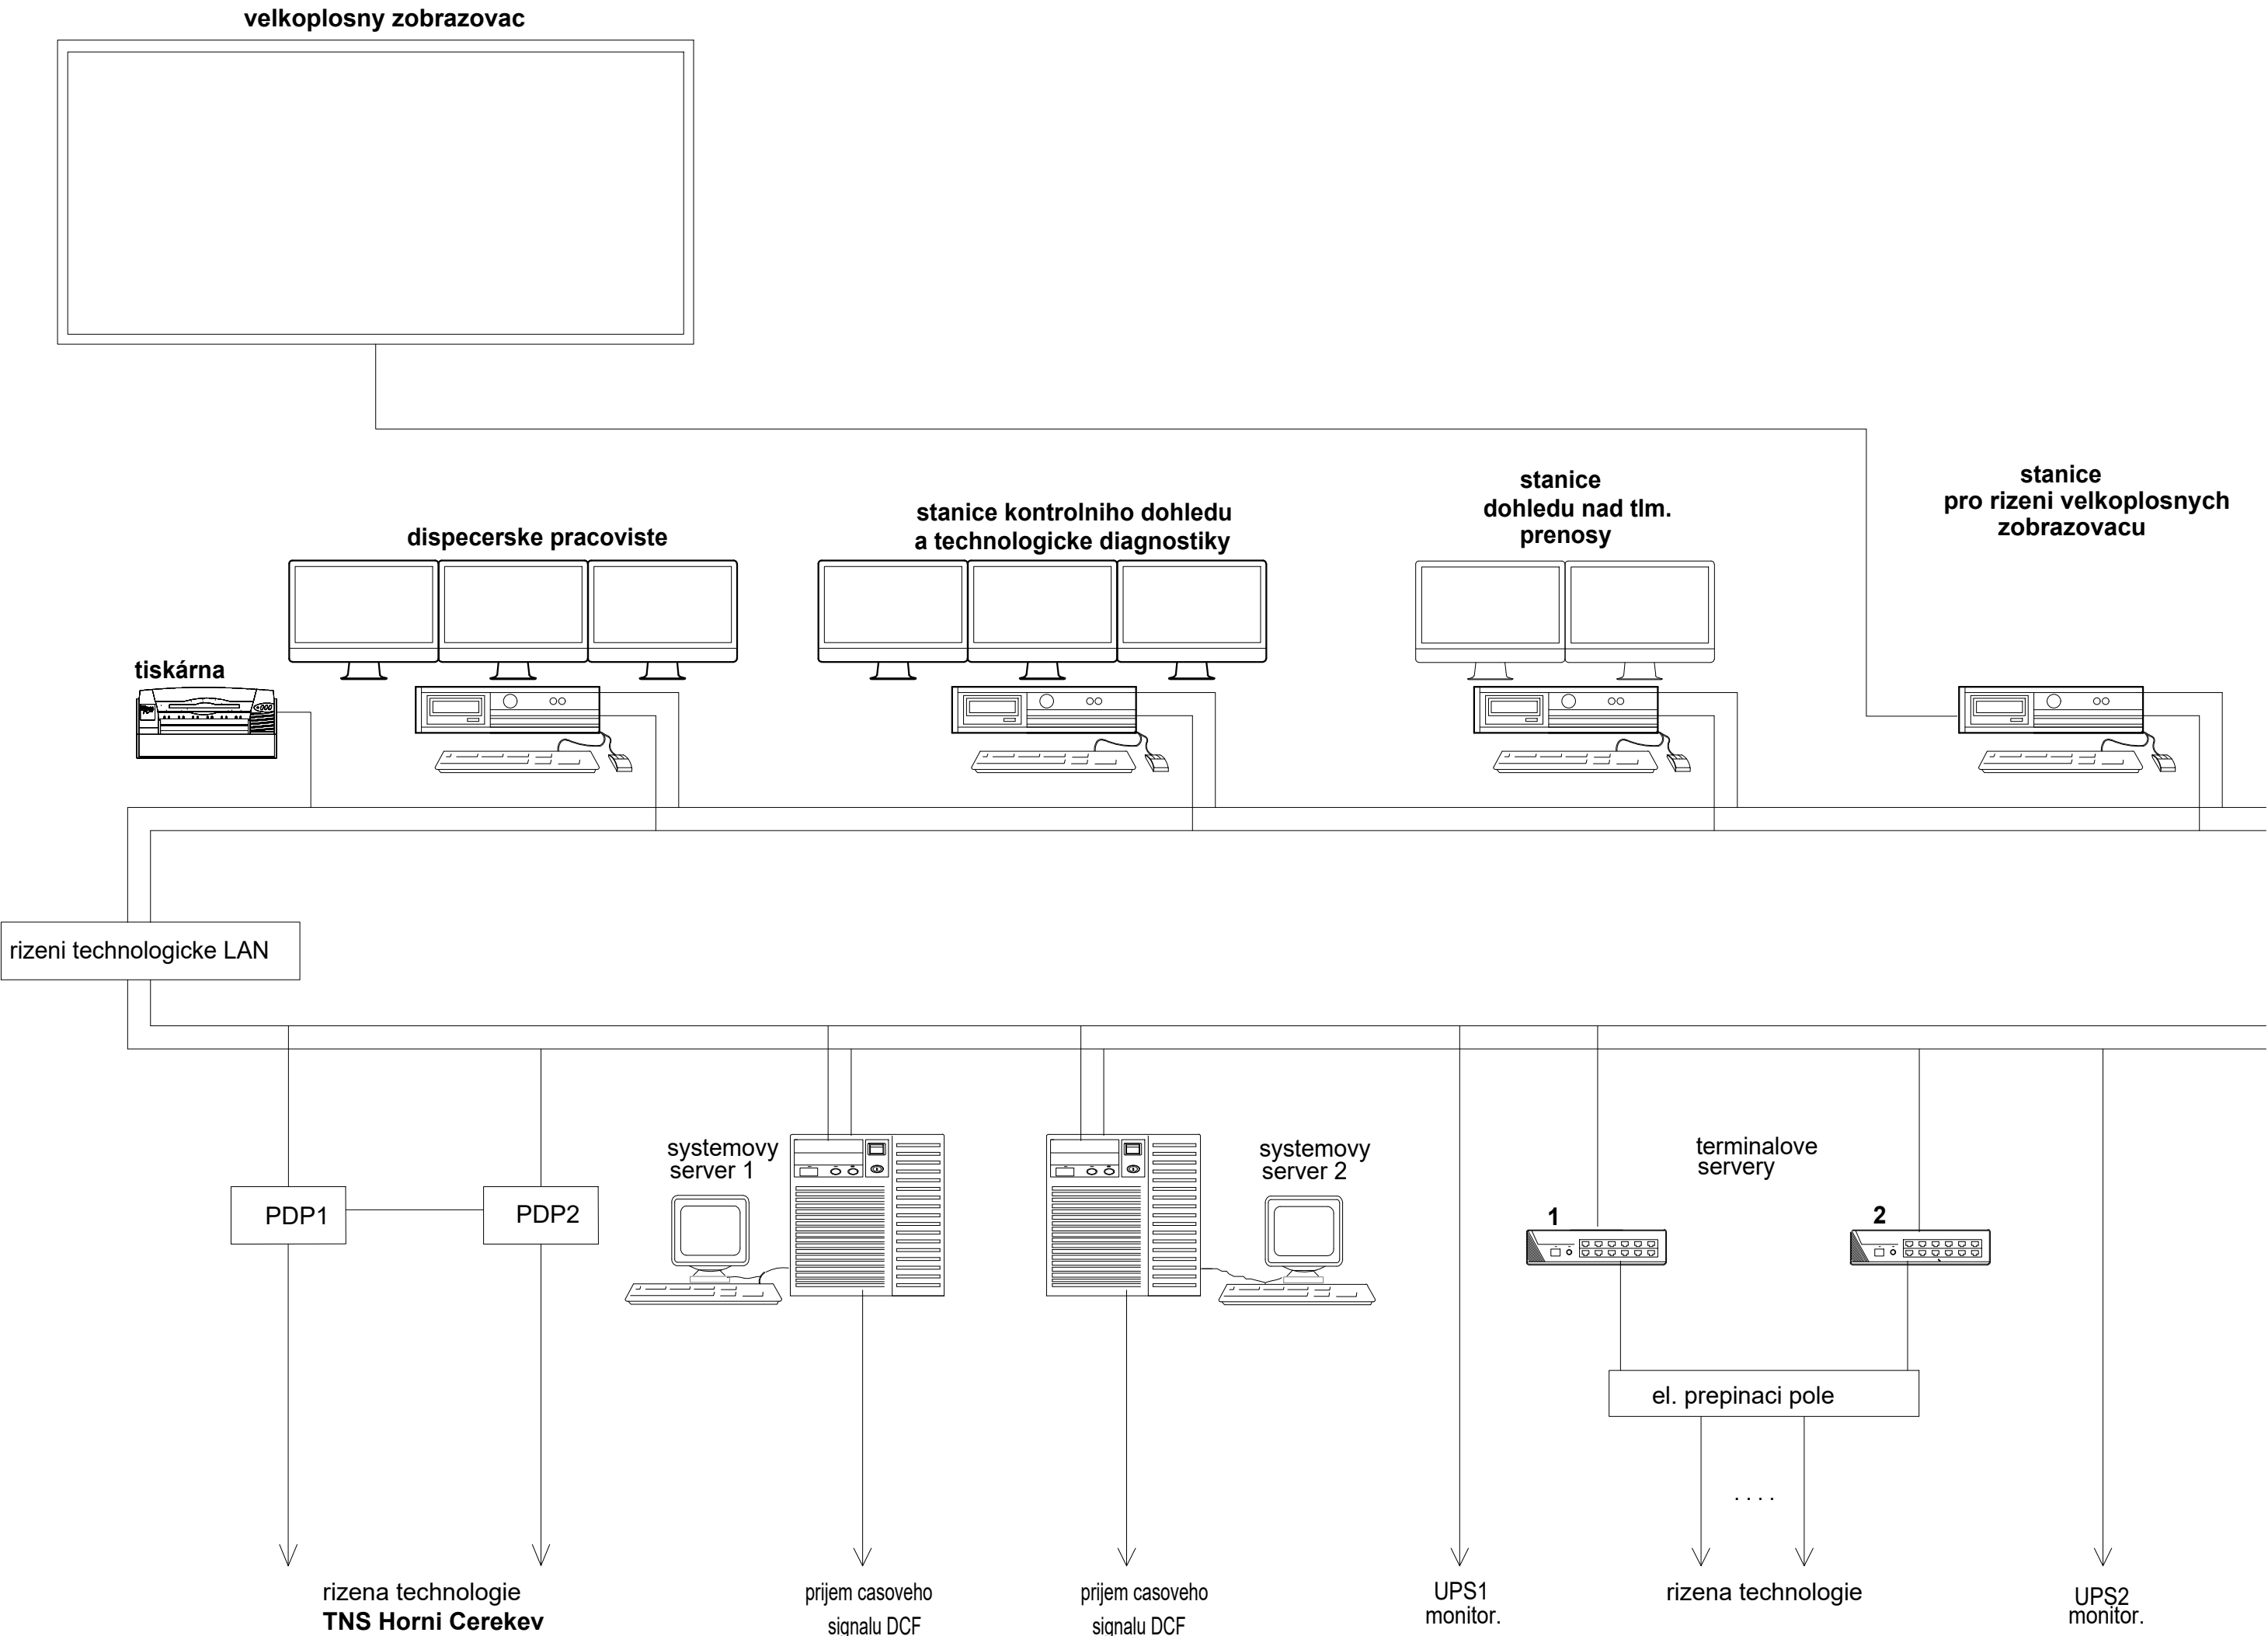 velkoplosny zobrazovac
stanice
pro rizeni velkoplosnych
zobrazovacu
stanice
dohledu nad tlm.
prenosy
stanice kontrolniho dohledu
a technologicke diagnostiky
dispecerske pracoviste
tiskárna
rizeni technologicke LAN
systemovy
server 1
systemovy
server 2
terminalove
servery
PDP1
PDP2
1
2
el. prepinaci pole
. . . .
rizena technologie
TNS Horni Cerekev
prijem casoveho
signalu DCF
prijem casoveho
signalu DCF
UPS1
monitor.
rizena technologie
UPS2
monitor.